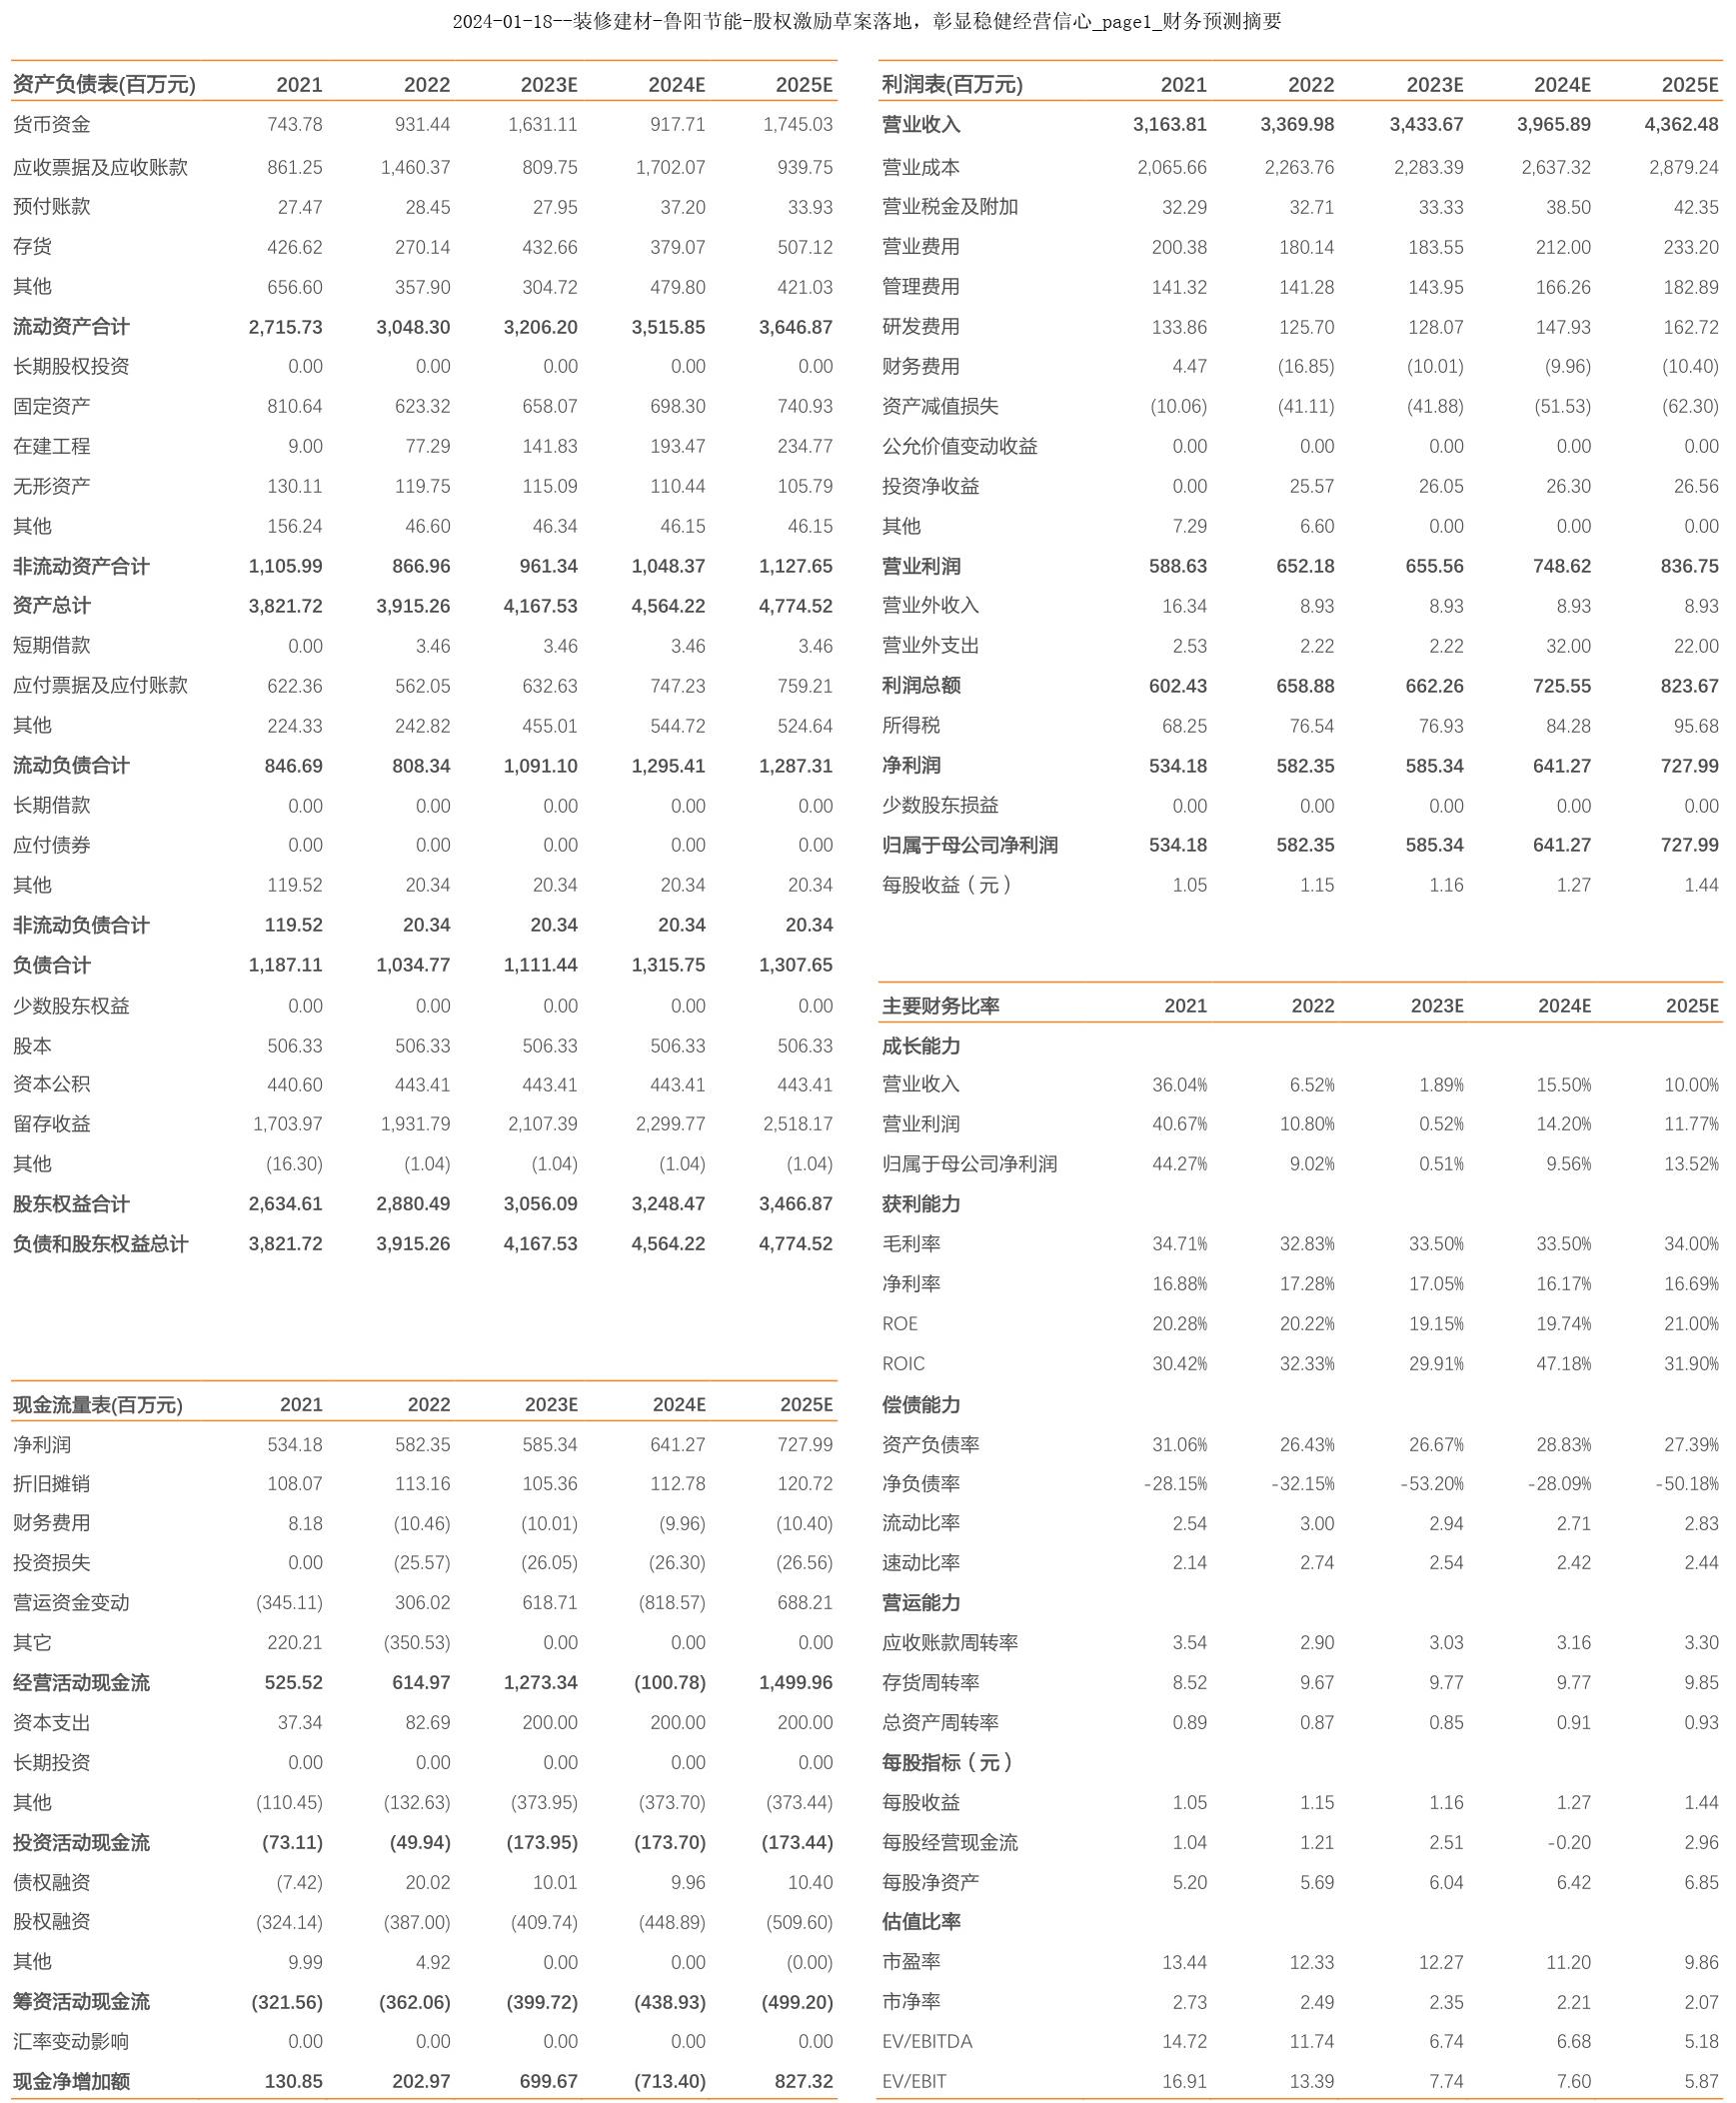 2024-01-18--装修建材-鲁阳节能-股权激励草案落地，彰显稳健经营信心_page1_财务预测摘要
资产负债表(百万元) 2021 2022 2023E 2024E 2025E
货币资金 743.78 931.44 1,631.11 917.71 1,745.03
应收票据及应收账款 861.25 1,460.37 809.75 1,702.07 939.75
预付账款 27.47 28.45 27.95 37.20 33.93
存货 426.62 270.14 432.66 379.07 507.12
其他 656.60 357.90 304.72 479.80 421.03
流动资产合计 2,715.73 3,048.30 3,206.20 3,515.85 3,646.87
长期股权投资 0.00 0.00 0.00 0.00 0.00
固定资产 810.64 623.32 658.07 698.30 740.93
在建工程 9.00 77.29 141.83 193.47 234.77
无形资产 130.11 119.75 115.09 110.44 105.79
其他 156.24 46.60 46.34 46.15 46.15
非流动资产合计 1,105.99 866.96 961.34 1,048.37 1,127.65
资产总计 3,821.72 3,915.26 4,167.53 4,564.22 4,774.52
短期借款 0.00 3.46 3.46 3.46 3.46
应付票据及应付账款 622.36 562.05 632.63 747.23 759.21
其他 224.33 242.82 455.01 544.72 524.64
流动负债合计 846.69 808.34 1,091.10 1,295.41 1,287.31
长期借款 0.00 0.00 0.00 0.00 0.00
应付债券 0.00 0.00 0.00 0.00 0.00
其他 119.52 20.34 20.34 20.34 20.34
非流动负债合计 119.52 20.34 20.34 20.34 20.34
负债合计 1,187.11 1,034.77 1,111.44 1,315.75 1,307.65
少数股东权益 0.00 0.00 0.00 0.00 0.00
股本 506.33 506.33 506.33 506.33 506.33
资本公积 440.60 443.41 443.41 443.41 443.41
留存收益 1,703.97 1,931.79 2,107.39 2,299.77 2,518.17
其他 (16.30) (1.04) (1.04) (1.04) (1.04)
股东权益合计 2,634.61 2,880.49 3,056.09 3,248.47 3,466.87
负债和股东权益总计 3,821.72 3,915.26 4,167.53 4,564.22 4,774.52
现金流量表(百万元) 2021 2022 2023E 2024E 2025E
净利润 534.18 582.35 585.34 641.27 727.99
折旧摊销 108.07 113.16 105.36 112.78 120.72
财务费用 8.18 (10.46) (10.01) (9.96) (10.40)
投资损失 0.00 (25.57) (26.05) (26.30) (26.56)
营运资金变动 (345.11) 306.02 618.71 (818.57) 688.21
其它 220.21 (350.53) 0.00 0.00 0.00
经营活动现金流 525.52 614.97 1,273.34 (100.78) 1,499.96
资本支出 37.34 82.69 200.00 200.00 200.00
长期投资 0.00 0.00 0.00 0.00 0.00
其他 (110.45) (132.63) (373.95) (373.70) (373.44)
投资活动现金流 (73.11) (49.94) (173.95) (173.70) (173.44)
债权融资 (7.42) 20.02 10.01 9.96 10.40
股权融资 (324.14) (387.00) (409.74) (448.89) (509.60)
其他 9.99 4.92 0.00 0.00 (0.00)
筹资活动现金流 (321.56) (362.06) (399.72) (438.93) (499.20)
汇率变动影响 0.00 0.00 0.00 0.00 0.00
现金净增加额 130.85 202.97 699.67 (713.40) 827.32
利润表(百万元) 2021 2022 2023E 2024E 2025E
营业收入 3,163.81 3,369.98 3,433.67 3,965.89 4,362.48
营业成本 2,065.66 2,263.76 2,283.39 2,637.32 2,879.24
营业税金及附加 32.29 32.71 33.33 38.50 42.35
营业费用 200.38 180.14 183.55 212.00 233.20
管理费用 141.32 141.28 143.95 166.26 182.89
研发费用 133.86 125.70 128.07 147.93 162.72
财务费用 4.47 (16.85) (10.01) (9.96) (10.40)
资产减值损失 (10.06) (41.11) (41.88) (51.53) (62.30)
公允价值变动收益 0.00 0.00 0.00 0.00 0.00
投资净收益 0.00 25.57 26.05 26.30 26.56
其他 7.29 6.60 0.00 0.00 0.00
营业利润 588.63 652.18 655.56 748.62 836.75
营业外收入 16.34 8.93 8.93 8.93 8.93
营业外支出 2.53 2.22 2.22 32.00 22.00
利润总额 602.43 658.88 662.26 725.55 823.67
所得税 68.25 76.54 76.93 84.28 95.68
净利润 534.18 582.35 585.34 641.27 727.99
少数股东损益 0.00 0.00 0.00 0.00 0.00
归属于母公司净利润 534.18 582.35 585.34 641.27 727.99
每股收益（元） 1.05 1.15 1.16 1.27 1.44
主要财务比率 2021 2022 2023E 2024E 2025E
成长能力
营业收入 36.04% 6.52% 1.89% 15.50% 10.00%
营业利润 40.67% 10.80% 0.52% 14.20% 11.77%
归属于母公司净利润 44.27% 9.02% 0.51% 9.56% 13.52%
获利能力
毛利率 34.71% 32.83% 33.50% 33.50% 34.00%
净利率 16.88% 17.28% 17.05% 16.17% 16.69%
ROE 20.28% 20.22% 19.15% 19.74% 21.00%
ROIC 30.42% 32.33% 29.91% 47.18% 31.90%
偿债能力
资产负债率 31.06% 26.43% 26.67% 28.83% 27.39%
净负债率 -28.15% -32.15% -53.20% -28.09% -50.18%
流动比率 2.54 3.00 2.94 2.71 2.83
速动比率 2.14 2.74 2.54 2.42 2.44
营运能力
应收账款周转率 3.54 2.90 3.03 3.16 3.30
存货周转率 8.52 9.67 9.77 9.77 9.85
总资产周转率 0.89 0.87 0.85 0.91 0.93
每股指标（元）
每股收益 1.05 1.15 1.16 1.27 1.44
每股经营现金流 1.04 1.21 2.51 -0.20 2.96
每股净资产 5.20 5.69 6.04 6.42 6.85
估值比率
市盈率 13.44 12.33 12.27 11.20 9.86
市净率 2.73 2.49 2.35 2.21 2.07
EV/EBITDA 14.72 11.74 6.74 6.68 5.18
EV/EBIT 16.91 13.39 7.74 7.60 5.87